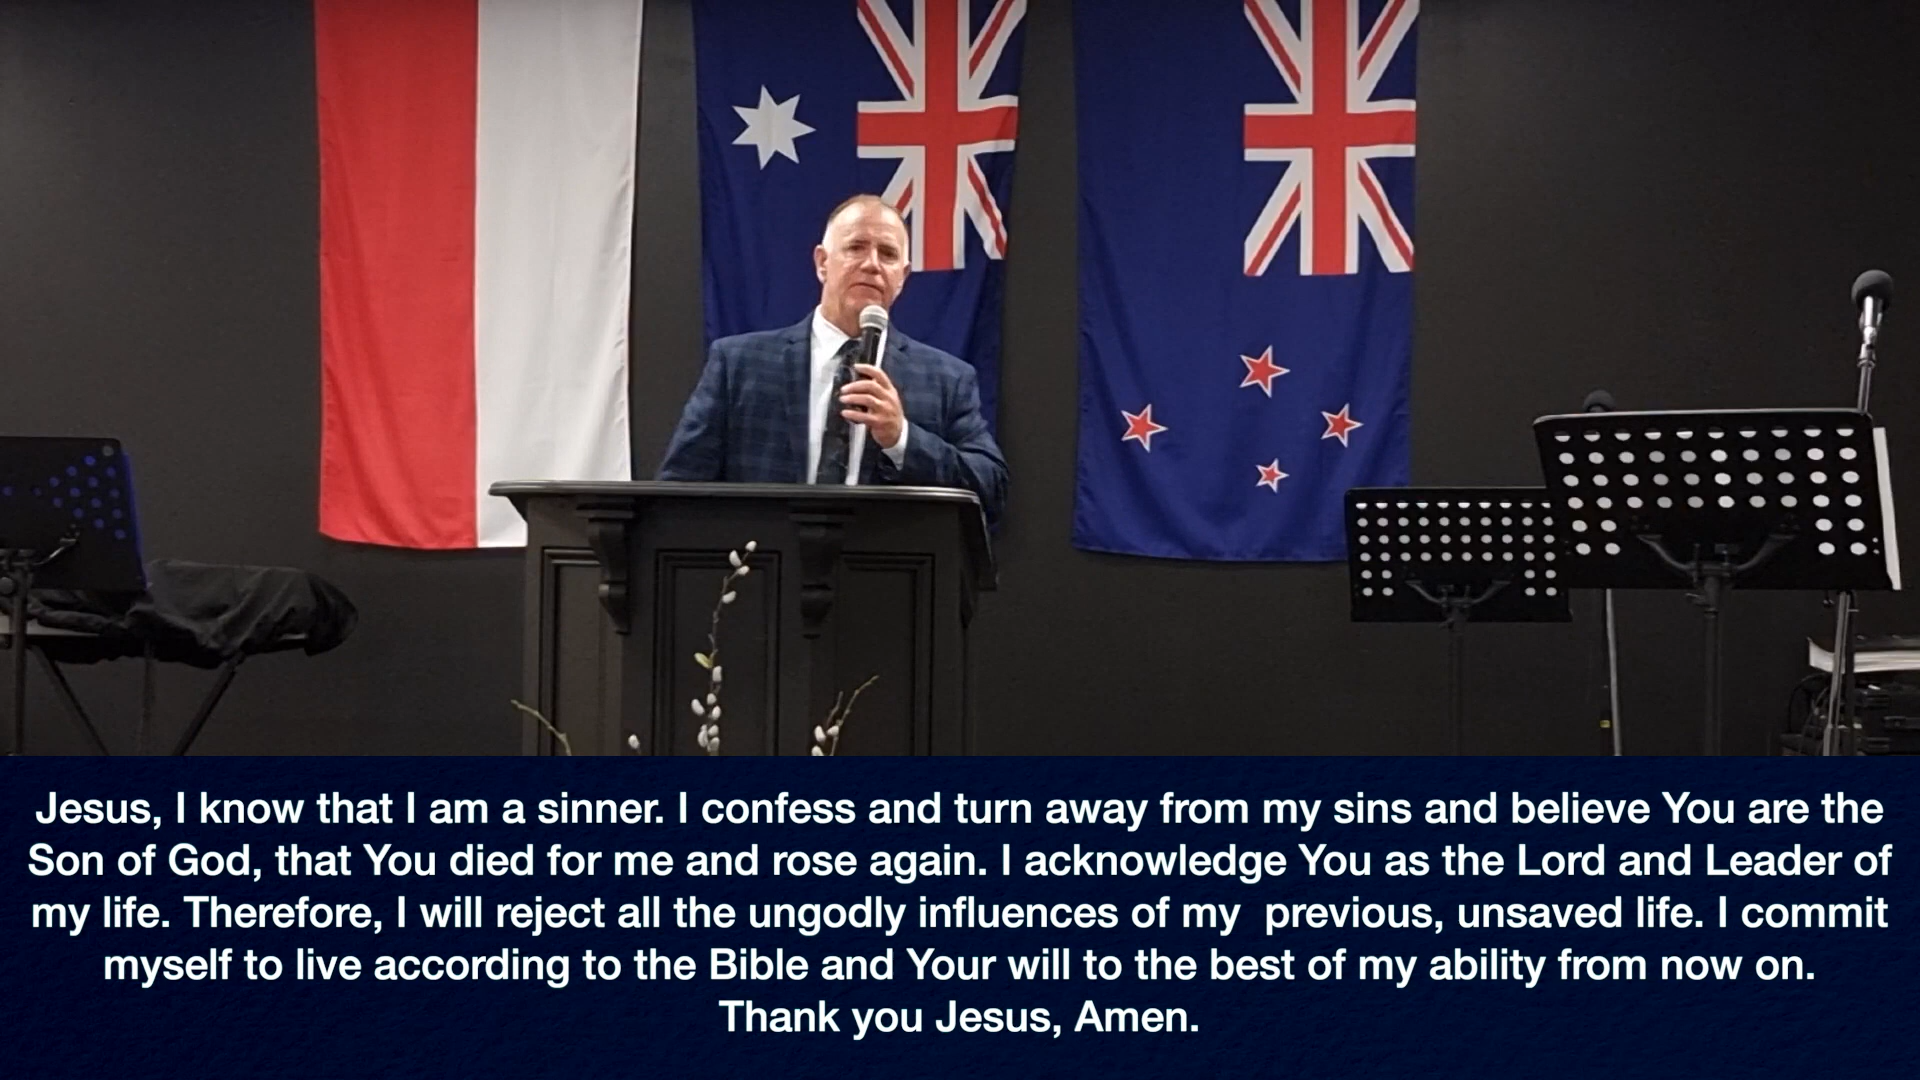 Jesus, I know that I am a sinner. I confess and turn away from my sins and believe You are the
Son of God, that You died for me and rose again. I acknowledge You as the Lord and Leader of
my life. Therefore, I will reject all the ungodly influences of my  previous, unsaved life. I commit
myself to live according to the Bible and Your will to the best of my ability from now on.
Thank you Jesus, Amen.